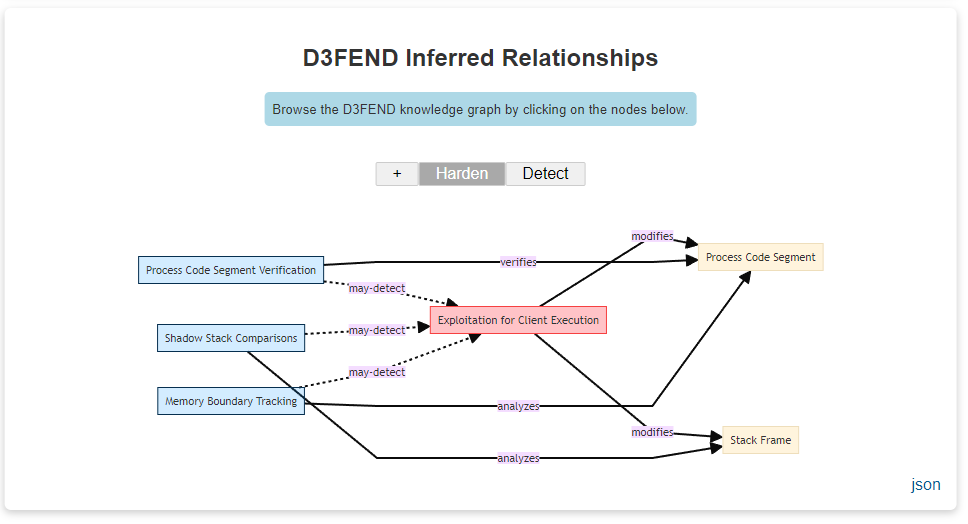 D3FEND Inferred Relationships
Browse the D3FEND knowledge graph by clicking on the nodes below.
+ Harden Detect
modifies
Process Code Segment
Process Code Segment Verification
verifies
may-detect
Exploitation for Client Execution
Shadow Stack Comparisons
may-detect
may-detect
Memory Boundary Tracking
analyzes
modifies
Stack Frame
analyzes
json